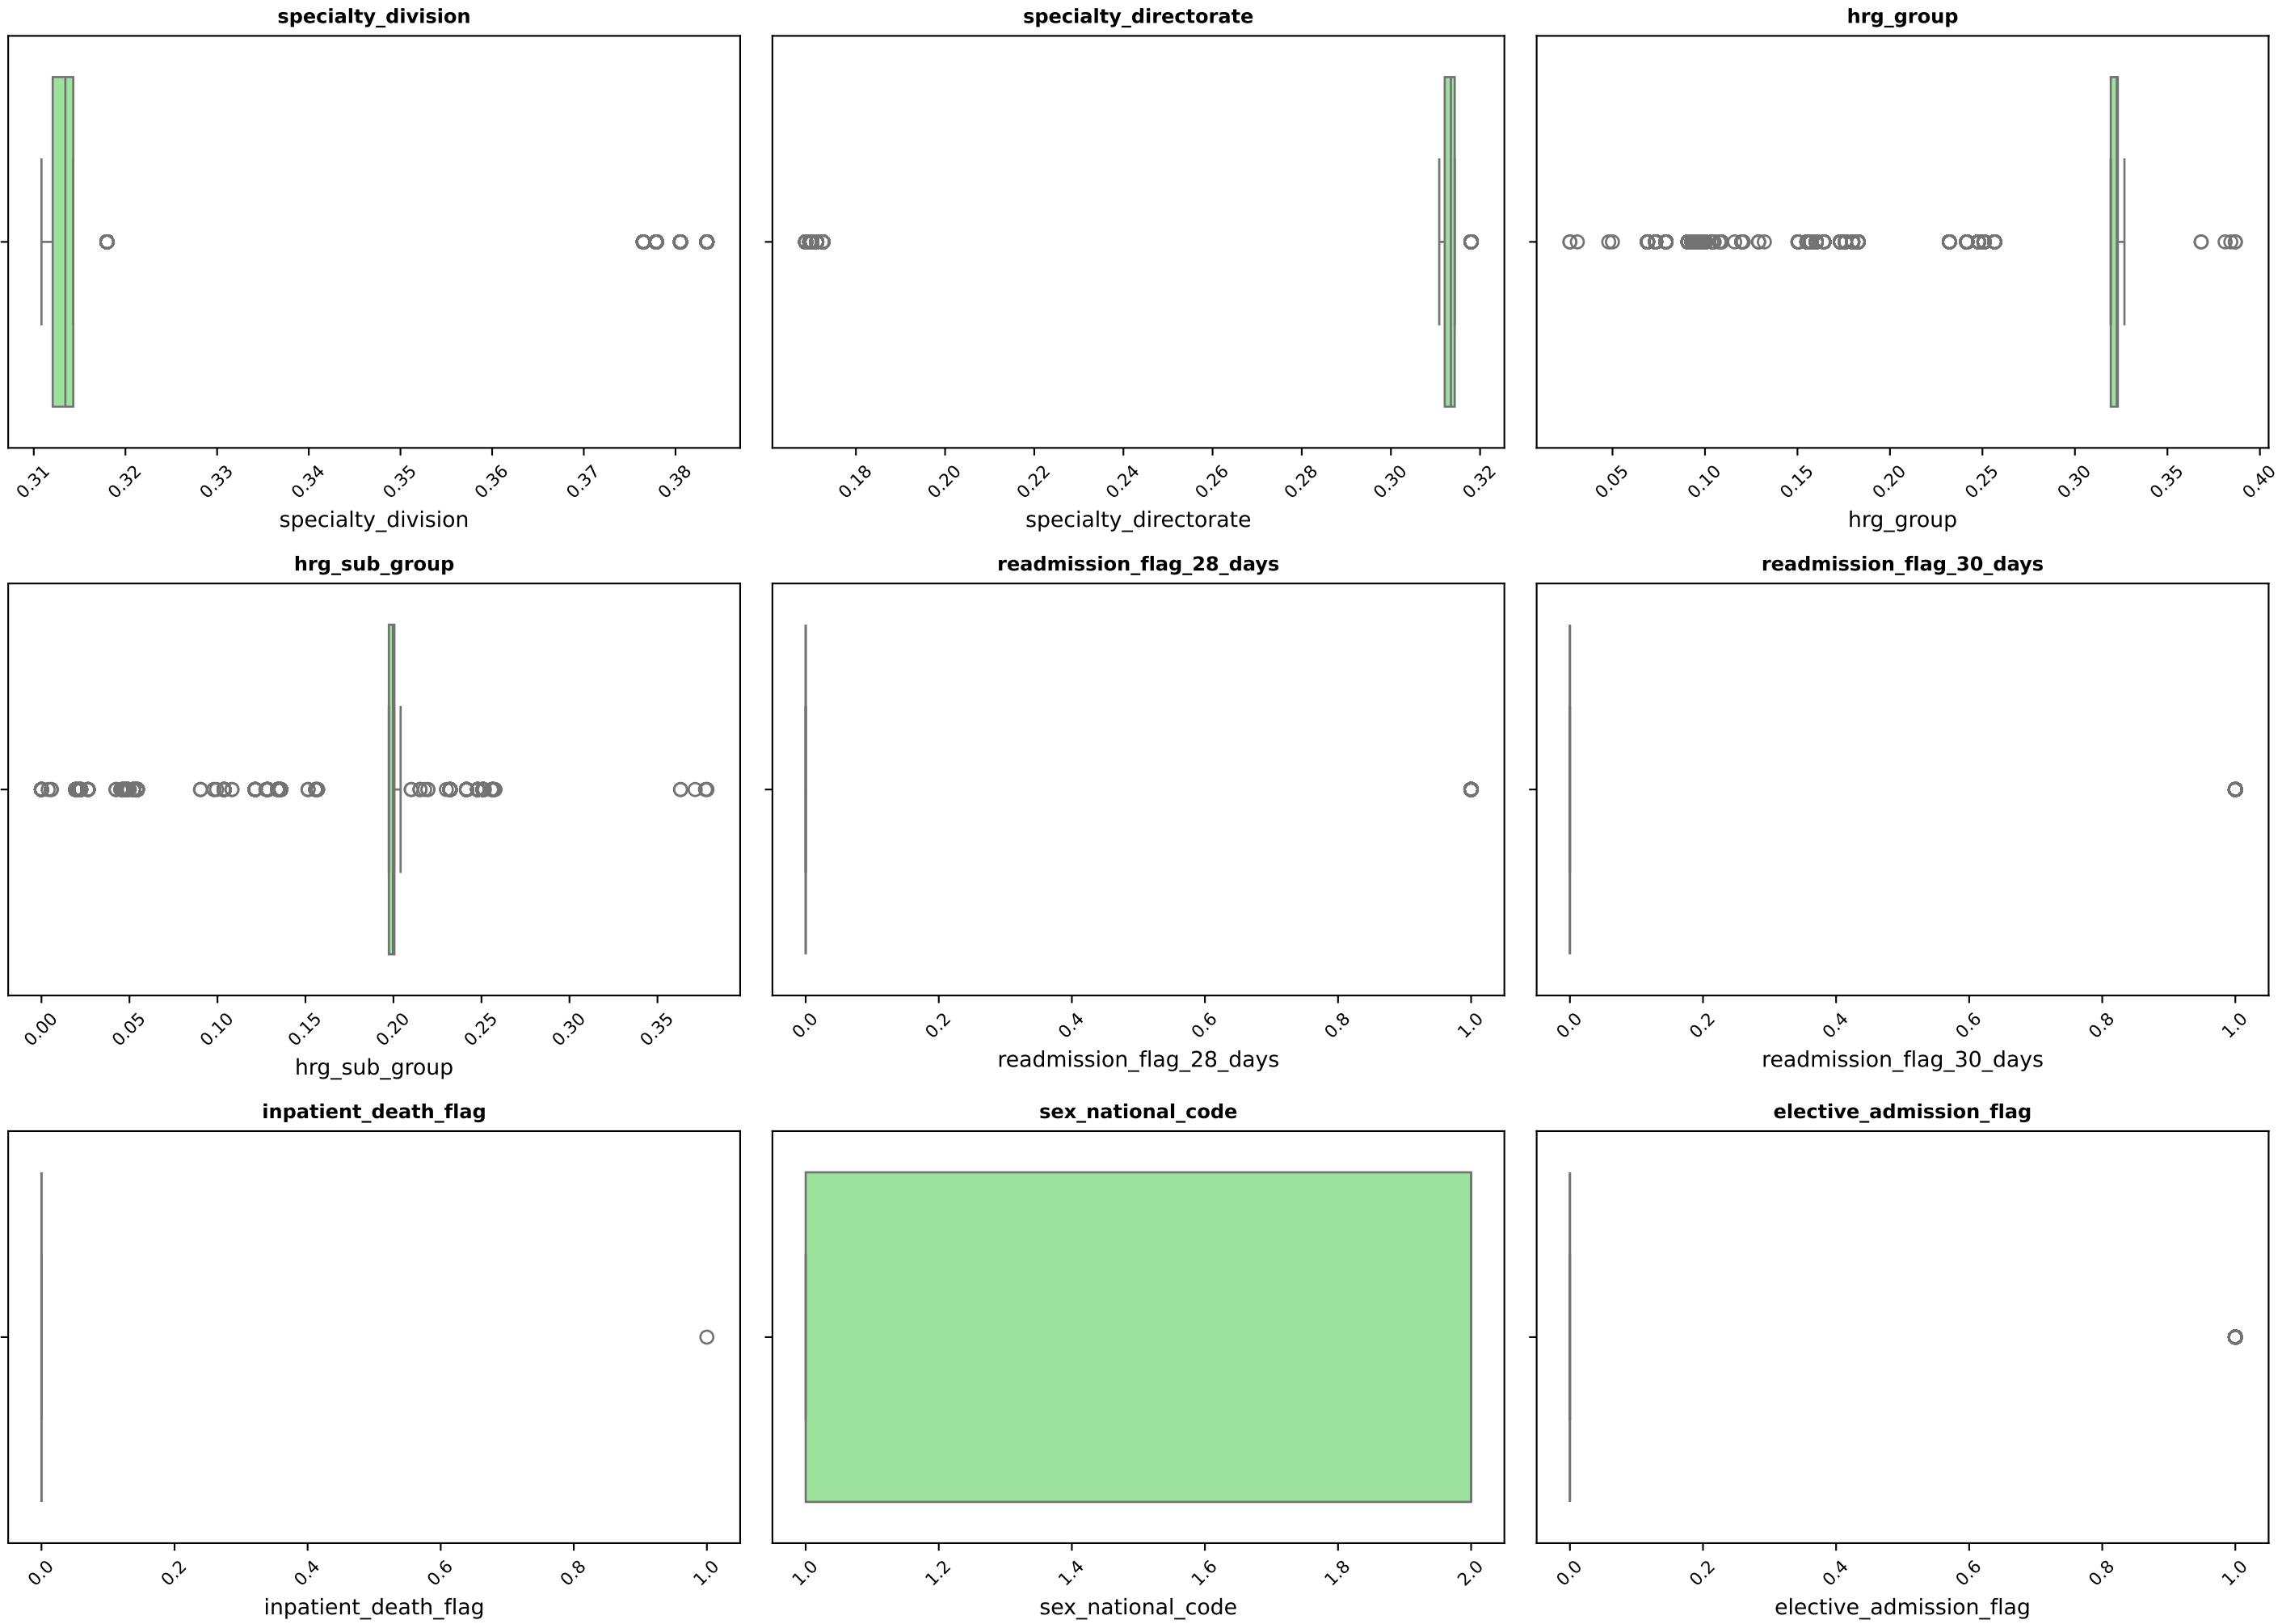 specialty_division
specialty_directorate
hrg_group
0.31 0.32 0.33 0.34 0.35 0.36 0.37 0.38
0.18 0.20 0.22 0.24 0.26 0.28 0.30 0.32
0.05 0.10 0.15 0.20 0.25 0.30 0.35 0.40
specialty_division
specialty_directorate
hrg_group
hrg_sub_group
readmission_flag_28_days
readmission_flag_30_days
0.00 0.05 0.10 0.15 0.20 0.25 0.30 0.35
0.0 0.2 0.4 0.6 0.8 1.0
0.0 0.2 0.4 0.6 0.8 1.0
hrg_sub_group
readmission_flag_28_days
readmission_flag_30_days
inpatient_death_flag
sex_national_code
elective_admission_flag
0.0 0.2 0.4 0.6 0.8 1.0
1.0 1.2 1.4 1.6 1.8 2.0
0.0 0.2 0.4 0.6 0.8 1.0
inpatient_death_flag
sex_national_code
elective_admission_flag